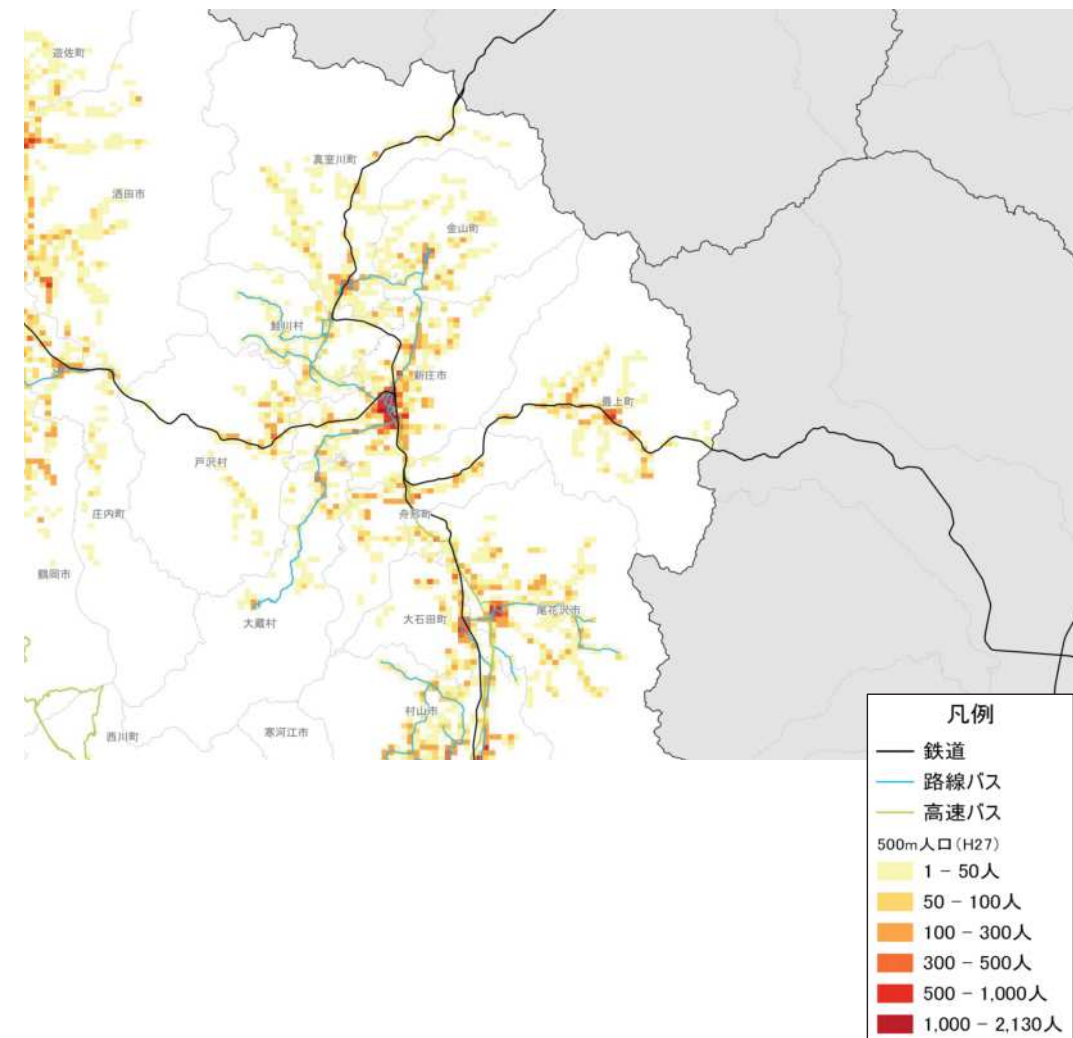 遊佐町
真室川町
酒田市
金山町
鮭川村
新庄市
最上町
戸沢村
庄内町
舟形町
鶴岡市
大蔵村
大石田町
尾花沢市
村山市
西川町
寒河江市
凡例
鉄道
路線バス
高速バス
500m人口(H27)
1 - 50人
50 - 100人
100 - 300人
300 - 500人
500 - 1,000人
1,000 - 2,130人